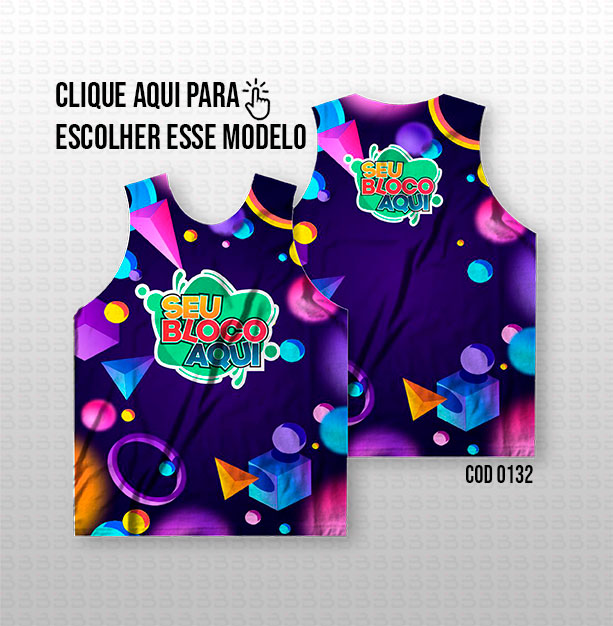 CLIQUE AQUI PARA
ESCOLHER ESSE MODELO
SEU
BLOCO
AQUI
SEU
BLOCO
AQUI
COD 0132